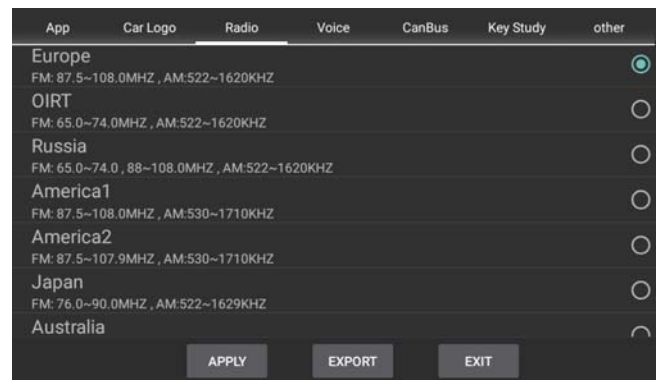 App Car Logo Radio Voice CanBus Key Study other
Europe
FM: 87.5~108.0MHZ , AM:522~1620KHZ
OIRT
FM: 65.0~74.0MHZ , AM:522~1620KHZ
Russia
FM: 65.0~74.0 , 88~108.0MHZ , AM:522~1620KHZ
America1
FM: 87.5~108.0MHZ , AM:530~1710KHZ
America2
FM: 87.5~107.9MHZ , AM:530~1710KHZ
Japan
FM: 76.0~90.0MHZ , AM:522~1629KHZ
Australia
APPLY EXPORT EXIT